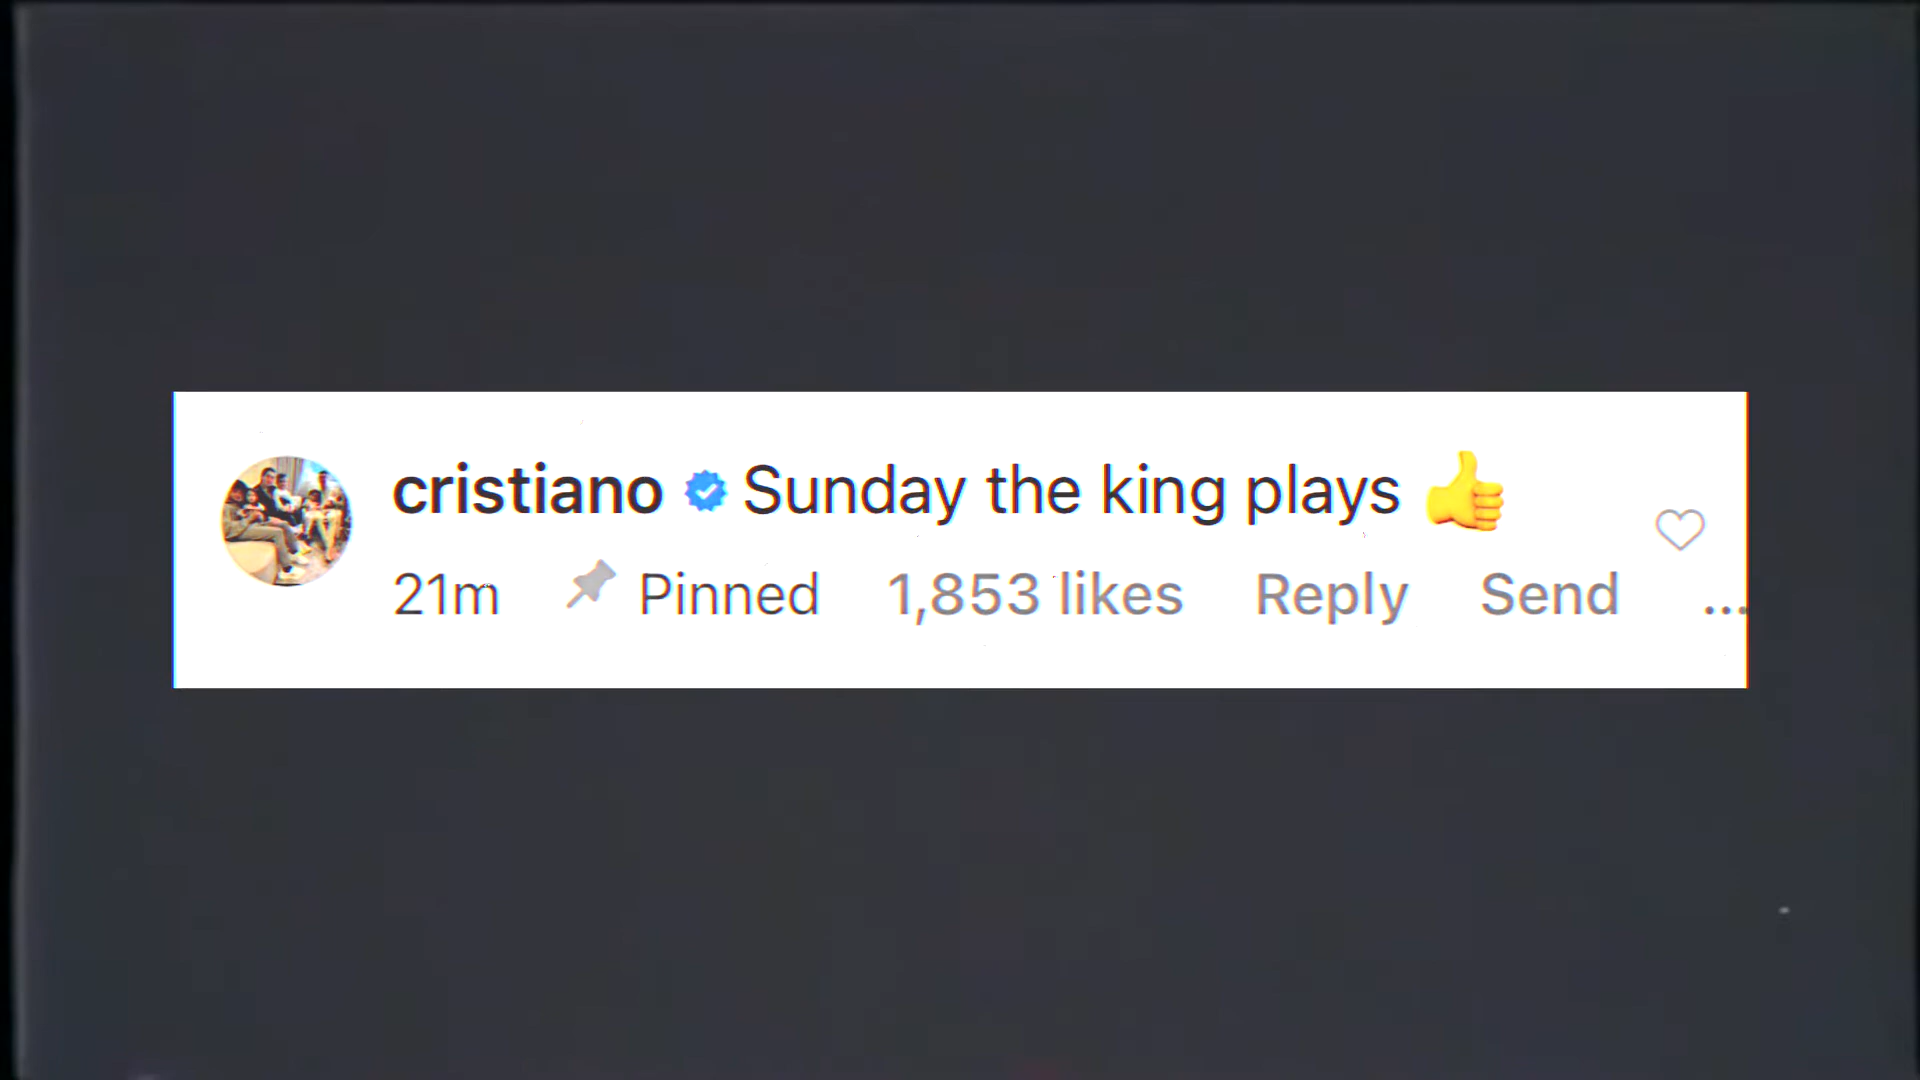 cristiano Sunday the king plays 👍
21m Pinned 1,853 likes Reply Send ...